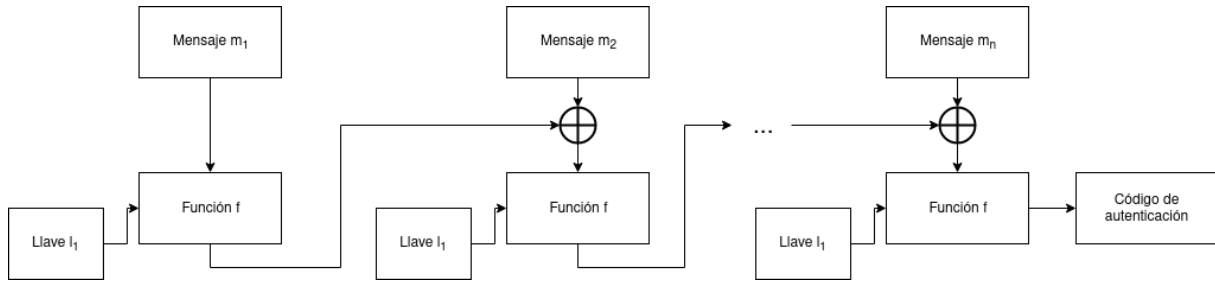 Mensaje m1
Mensaje m2
Mensaje mn
...
Función f
Función f
Función f
Código de
autenticación
Llave l1
Llave l1
Llave l1